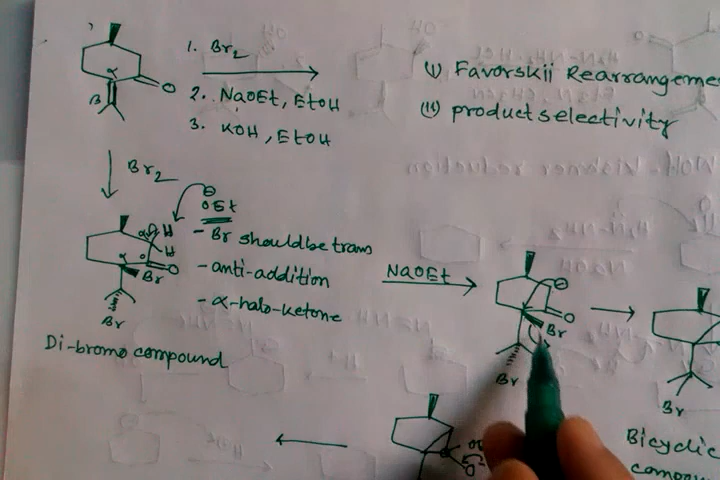 1. Br2
2. NaOEt, EtOH
3. KOH, EtOH
(i) Favorskii Rearrangeme
(ii) product selectivity
α
β
O
Br2
⊖
OEt
H
H
α
α
O
Br
Br
- Br should be trans
- anti-addition
- α-halo-ketone
Di-bromo compound
NaOEt
⊖
O
Br
Br
Br
Bicyclic
compou